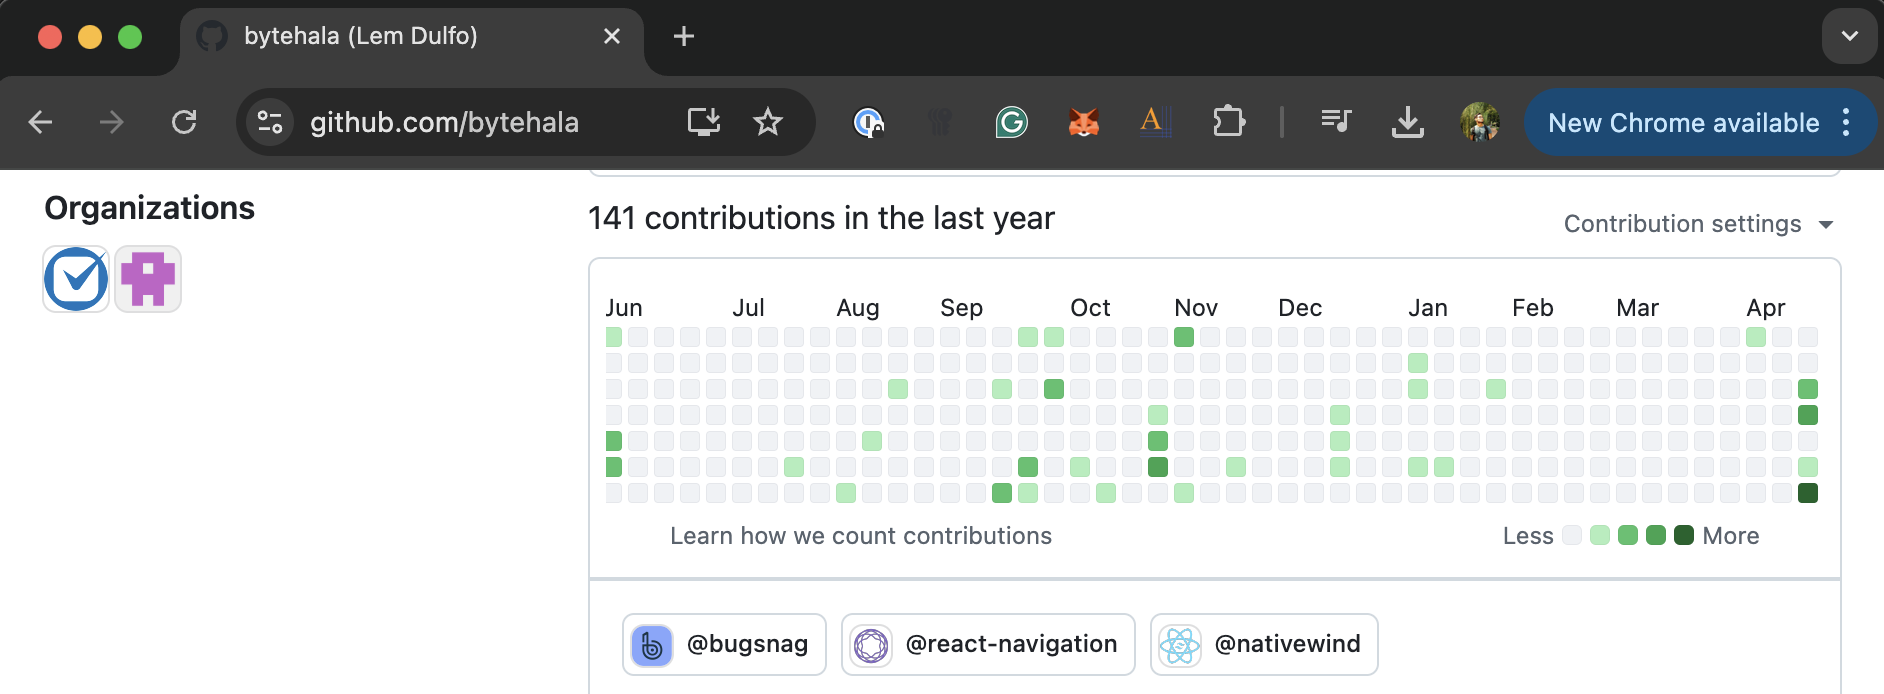 bytehala (Lem Dulfo)
github.com/bytehala
New Chrome available
Organizations
141 contributions in the last year
Contribution settings
Jun Jul Aug Sep Oct Nov Dec Jan Feb Mar Apr
Learn how we count contributions
Less More
@bugsnag @react-navigation @nativewind